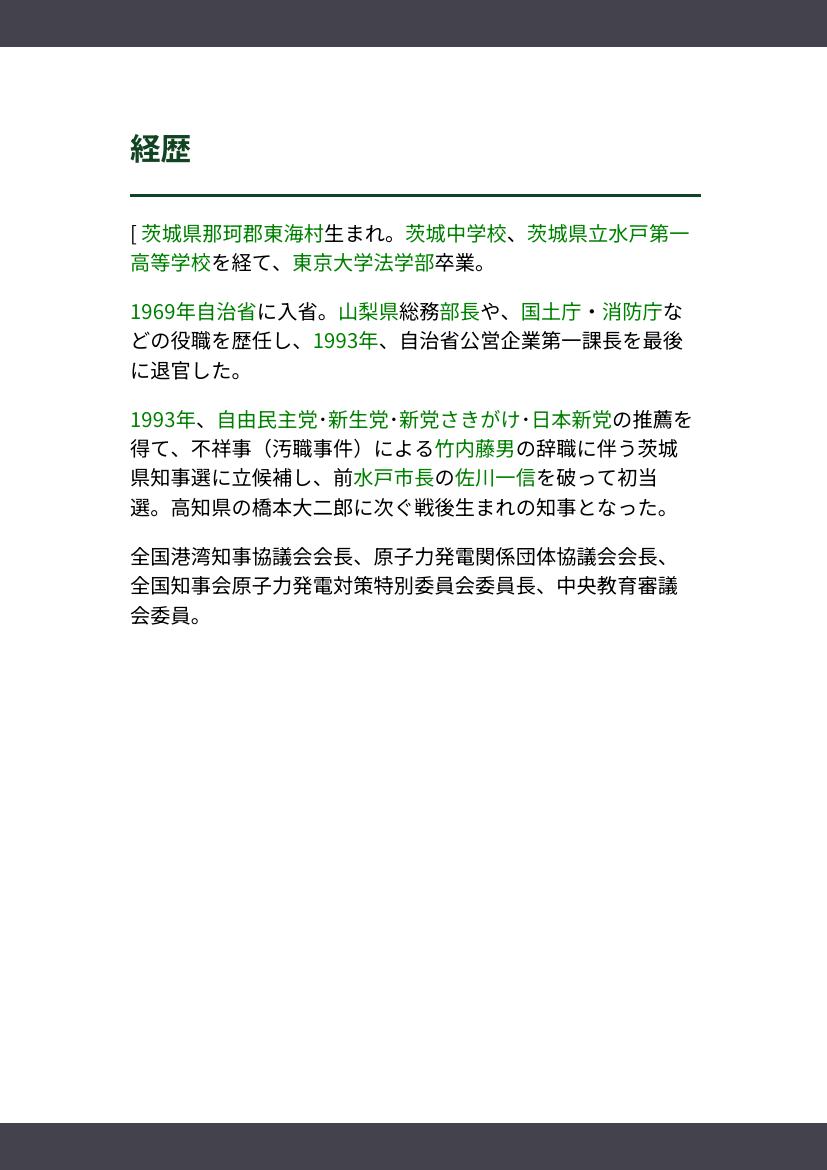 経歴
[ 茨城県那珂郡東海村生まれ。茨城中学校、茨城県立水戸第一
高等学校を経て、東京大学法学部卒業。
1969年自治省に入省。山梨県総務部長や、国土庁・消防庁な
どの役職を歴任し、1993年、自治省公営企業第一課長を最後
に退官した。
1993年、自由民主党･新生党･新党さきがけ･日本新党の推薦を
得て、不祥事（汚職事件）による竹内藤男の辞職に伴う茨城
県知事選に立候補し、前水戸市長の佐川一信を破って初当
選。高知県の橋本大二郎に次ぐ戦後生まれの知事となった。
全国港湾知事協議会会長、原子力発電関係団体協議会会長、
全国知事会原子力発電対策特別委員会委員長、中央教育審議
会委員。